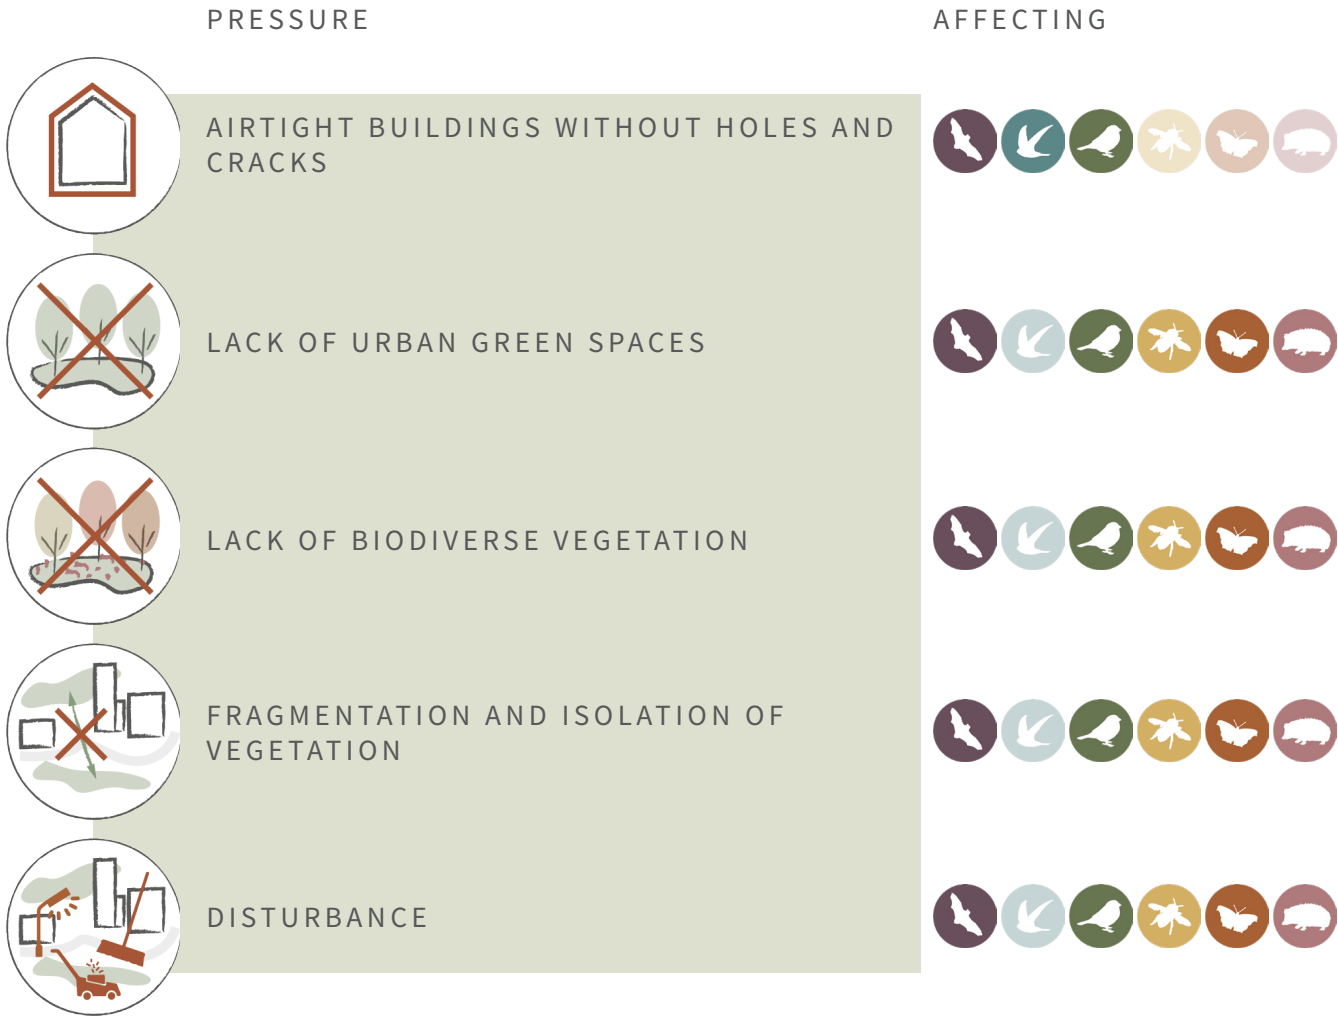 PRESSURE
AFFECTING
AIRTIGHT BUILDINGS WITHOUT HOLES AND
CRACKS
LACK OF URBAN GREEN SPACES
LACK OF BIODIVERSE VEGETATION
FRAGMENTATION AND ISOLATION OF
VEGETATION
DISTURBANCE